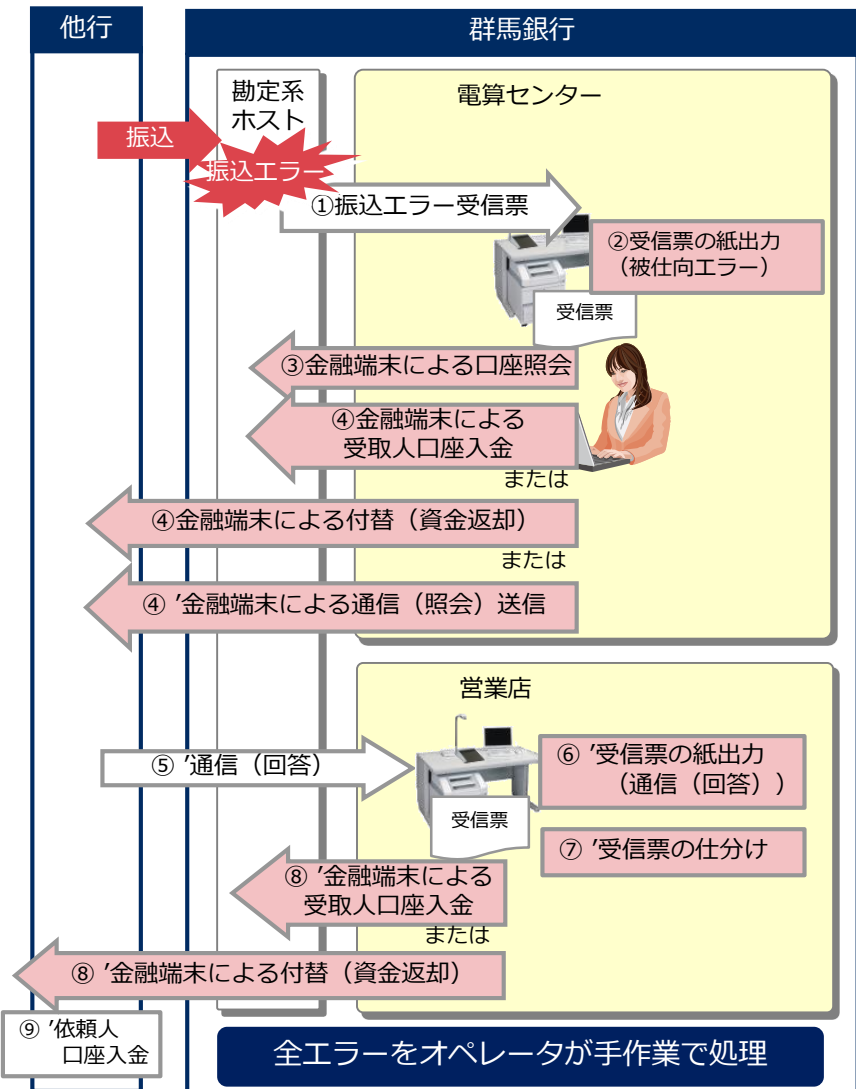 他行
群馬銀行
勘定系
ホスト
電算センター
振込
振込エラー
①振込エラー受信票
②受信票の紙出力
（被仕向エラー）
受信票
③金融端末による口座照会
④金融端末による
受取人口座入金
または
④金融端末による付替（資金返却）
または
④ ′金融端末による通信（照会）送信
営業店
⑤ ′通信（回答）
⑥ ′受信票の紙出力
（通信（回答））
受信票
⑦ ′受信票の仕分け
⑧ ′金融端末による
受取人口座入金
または
⑧ ′金融端末による付替（資金返却）
⑨ ′依頼人
口座入金
全エラーをオペレータが手作業で処理